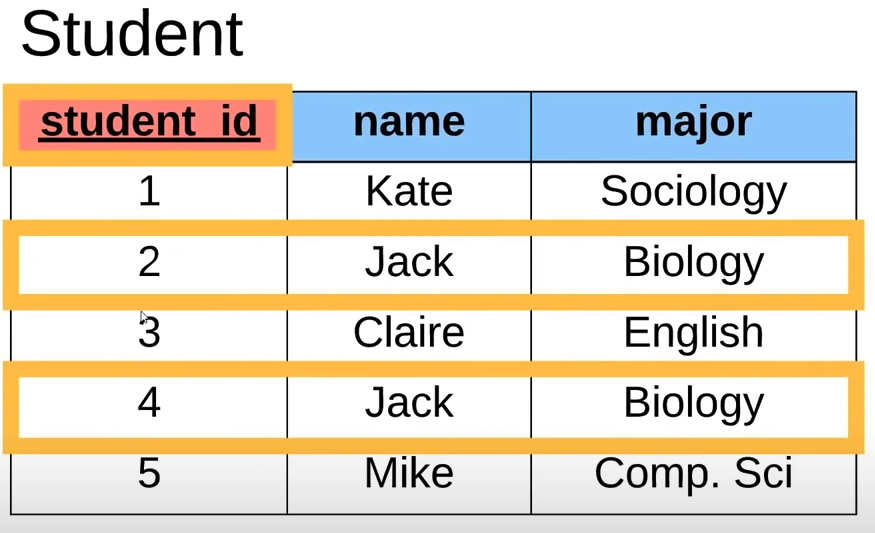 Student
student_id name major
1 Kate Sociology
2 Jack Biology
3 Claire English
4 Jack Biology
5 Mike Comp. Sci